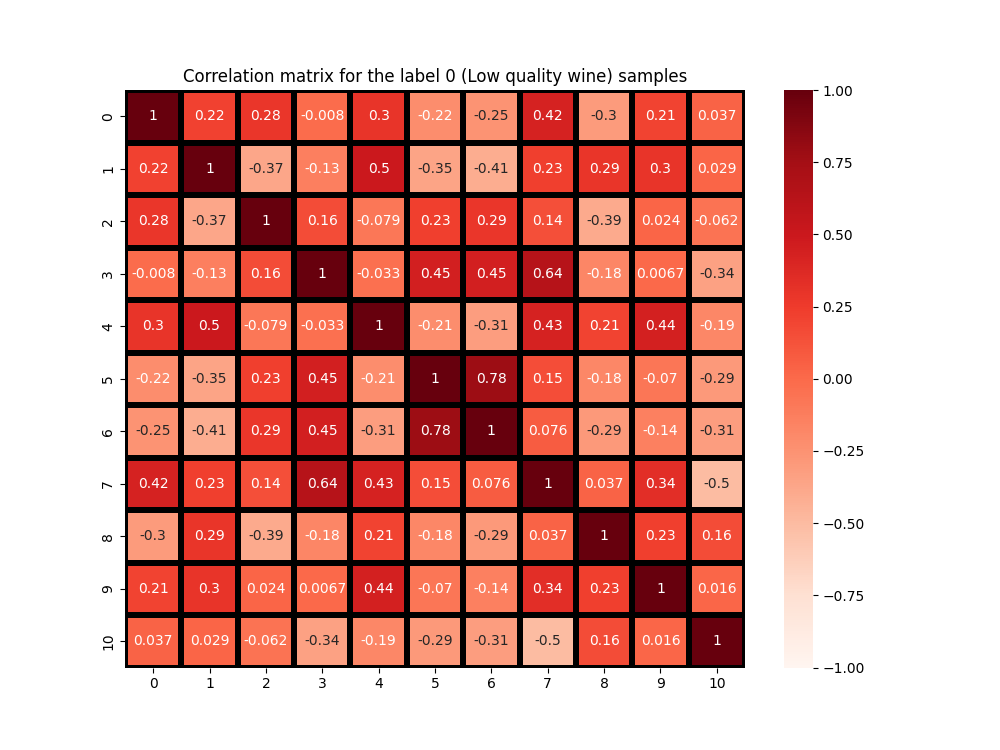 Correlation matrix for the label 0 (Low quality wine) samples
0 1 0.22 0.28 -0.008 0.3 -0.22 -0.25 0.42 -0.3 0.21 0.037
1 0.22 1 -0.37 -0.13 0.5 -0.35 -0.41 0.23 0.29 0.3 0.029
2 0.28 -0.37 1 0.16 -0.079 0.23 0.29 0.14 -0.39 0.024 -0.062
3 -0.008 -0.13 0.16 1 -0.033 0.45 0.45 0.64 -0.18 0.0067 -0.34
4 0.3 0.5 -0.079 -0.033 1 -0.21 -0.31 0.43 0.21 0.44 -0.19
5 -0.22 -0.35 0.23 0.45 -0.21 1 0.78 0.15 -0.18 -0.07 -0.29
6 -0.25 -0.41 0.29 0.45 -0.31 0.78 1 0.076 -0.29 -0.14 -0.31
7 0.42 0.23 0.14 0.64 0.43 0.15 0.076 1 0.037 0.34 -0.5
8 -0.3 0.29 -0.39 -0.18 0.21 -0.18 -0.29 0.037 1 0.23 0.16
9 0.21 0.3 0.024 0.0067 0.44 -0.07 -0.14 0.34 0.23 1 0.016
10 0.037 0.029 -0.062 -0.34 -0.19 -0.29 -0.31 -0.5 0.16 0.016 1
0 1 2 3 4 5 6 7 8 9 10
1.00
0.75
0.50
0.25
0.00
−0.25
−0.50
−0.75
−1.00